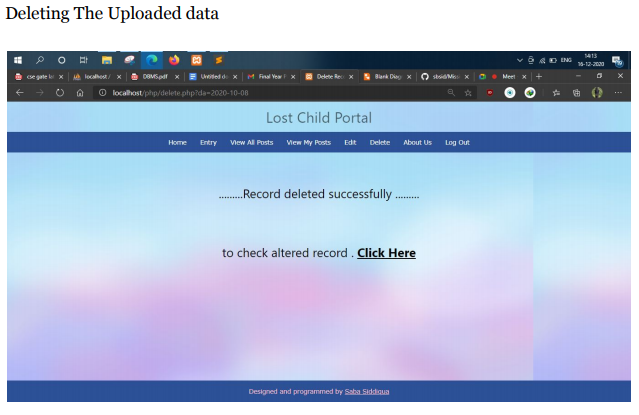 Deleting The Uploaded data
14:13
ENG
16-12-2020
cse gate
localhost /
DBMS.pdf
Untitled do
Final Year
Delete Rec
Blank Diag
Meet
localhost/php/delete.php?da=2020-10-08
Lost Child Portal
Home Entry View All Posts View My Posts Edit Delete About Us Log Out
.........Record deleted successfully .........
to check altered record . Click Here
Designed and programmed by Saba Siddiqua